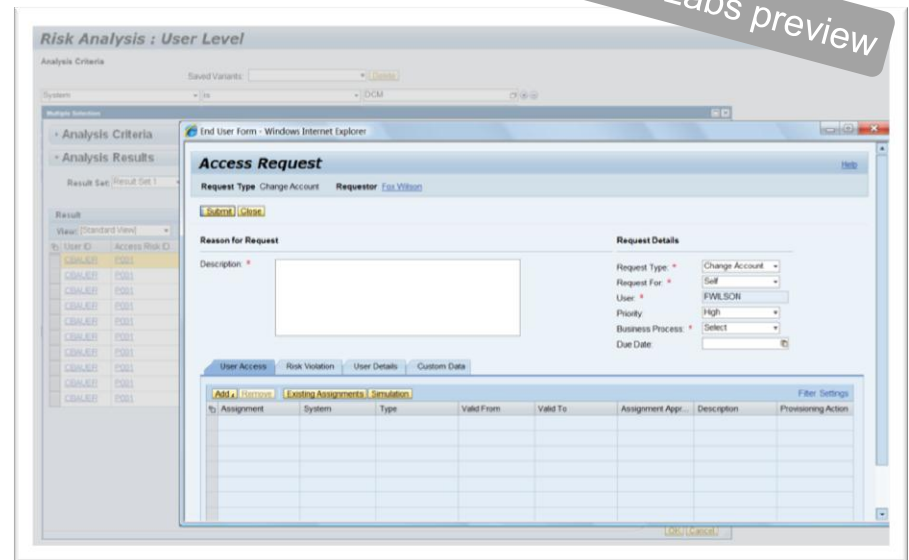 Labs preview
Risk Analysis : User Level
Analysis Criteria
Saved Variants: Delete
System is DCM
Multiple Selection
Analysis Criteria
Analysis Results
Result Set: Result Set 1
Result
View: [Standard View]
User ID Access Risk ID
CBAUER P001
CBAUER P001
CBAUER P001
CBAUER P001
CBAUER P001
CBAUER P001
CBAUER P001
CBAUER P001
CBAUER P001
CBAUER P001
End User Form - Windows Internet Explorer
Access Request Help
Request Type Change Account Requestor Fox Wilson
Submit Close
Reason for Request Request Details
Description: *
Request Type: * Change Account
Request For: * Self
User: * FWILSON
Priority High
Business Process: * Select
Due Date:
User Access Risk Violation User Details Custom Data
Add Remove Existing Assignments Simulation Filter Settings
Assignment System Type Valid From Valid To Assignment Appr... Description Provisioning Action
OK Cancel